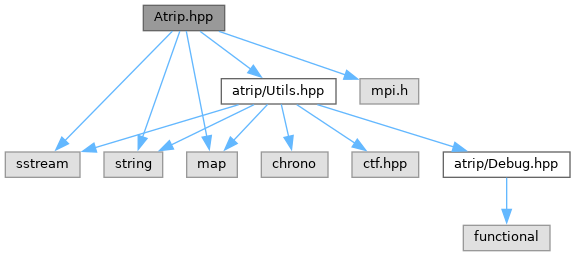 Atrip.hpp
atrip/Utils.hpp
mpi.h
sstream
string
map
chrono
ctf.hpp
atrip/Debug.hpp
functional